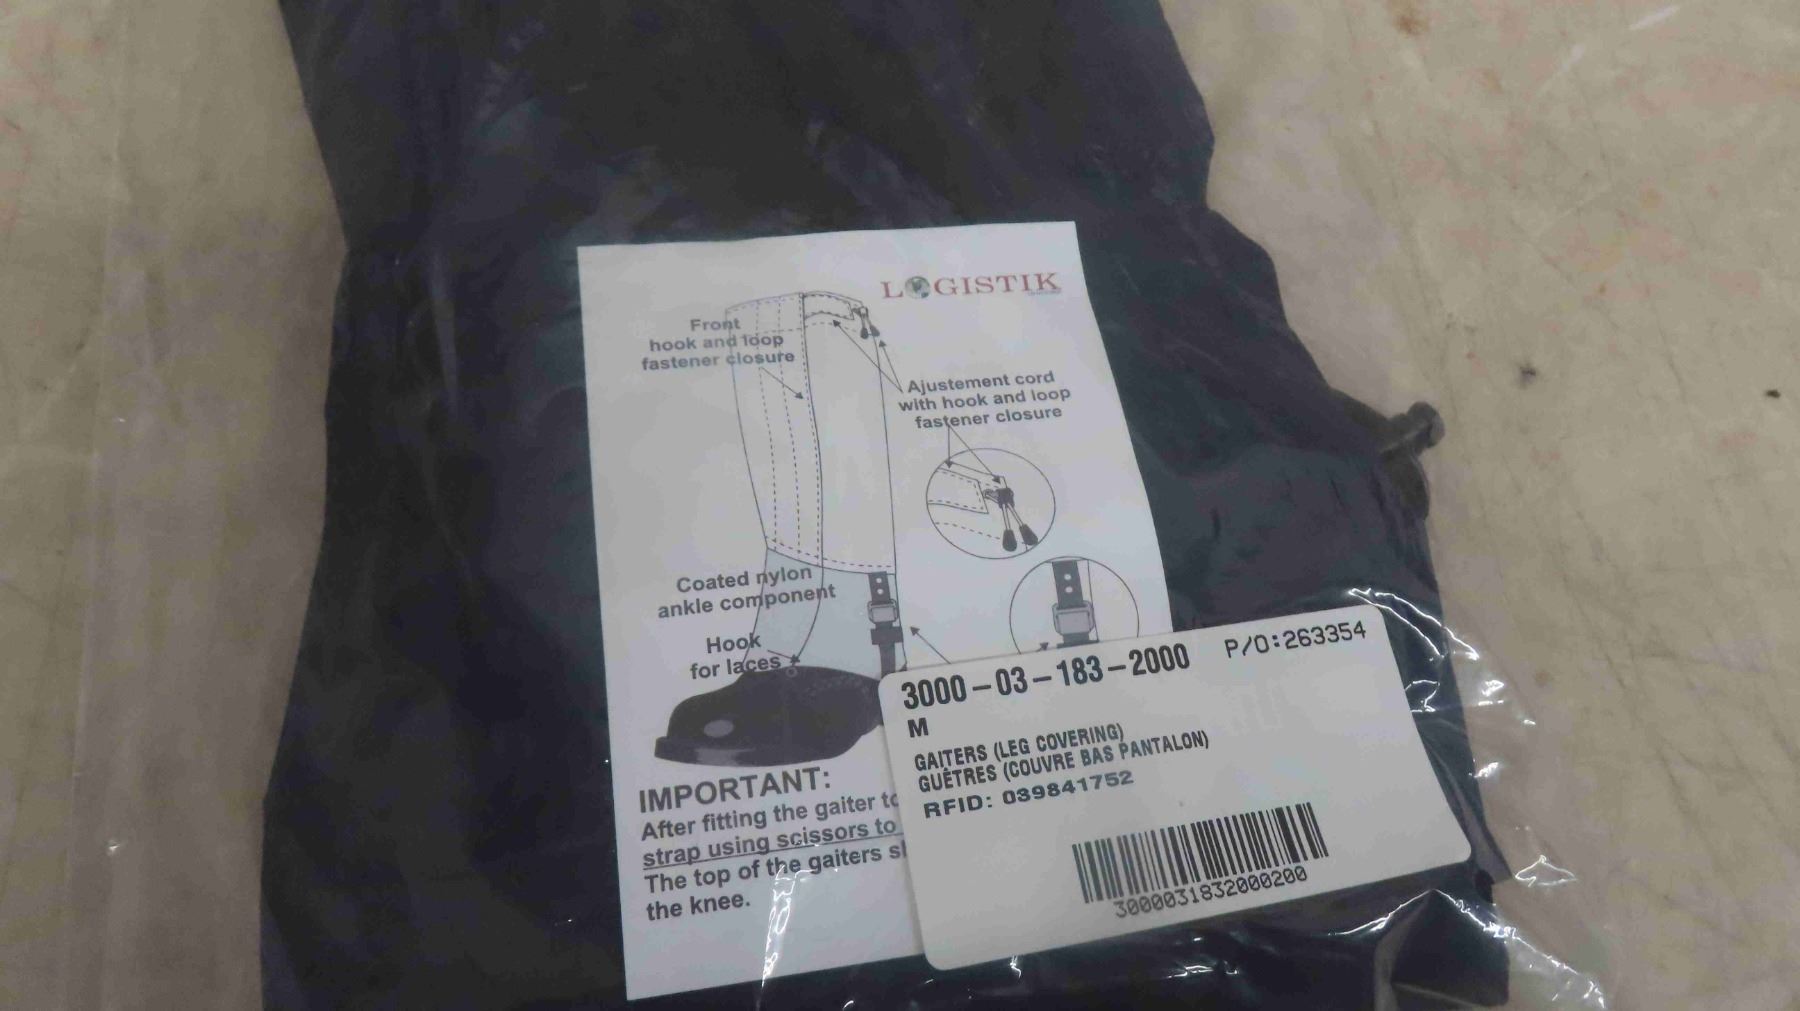 LOGISTIK
Front
hook and loop
fastener closure
Ajustement cord
with hook and loop
fastener closure
Coated nylon
ankle component
Hook
for laces
IMPORTANT:
After fitting the gaiter
strap using scissors to
The top of the gaiters
the knee.
3000-03-183-2000 P/O:263354
M
GAITERS (LEG COVERING)
GUÊTRES (COUVRE BAS PANTALON)
RFID: 039841752
3000031832000200